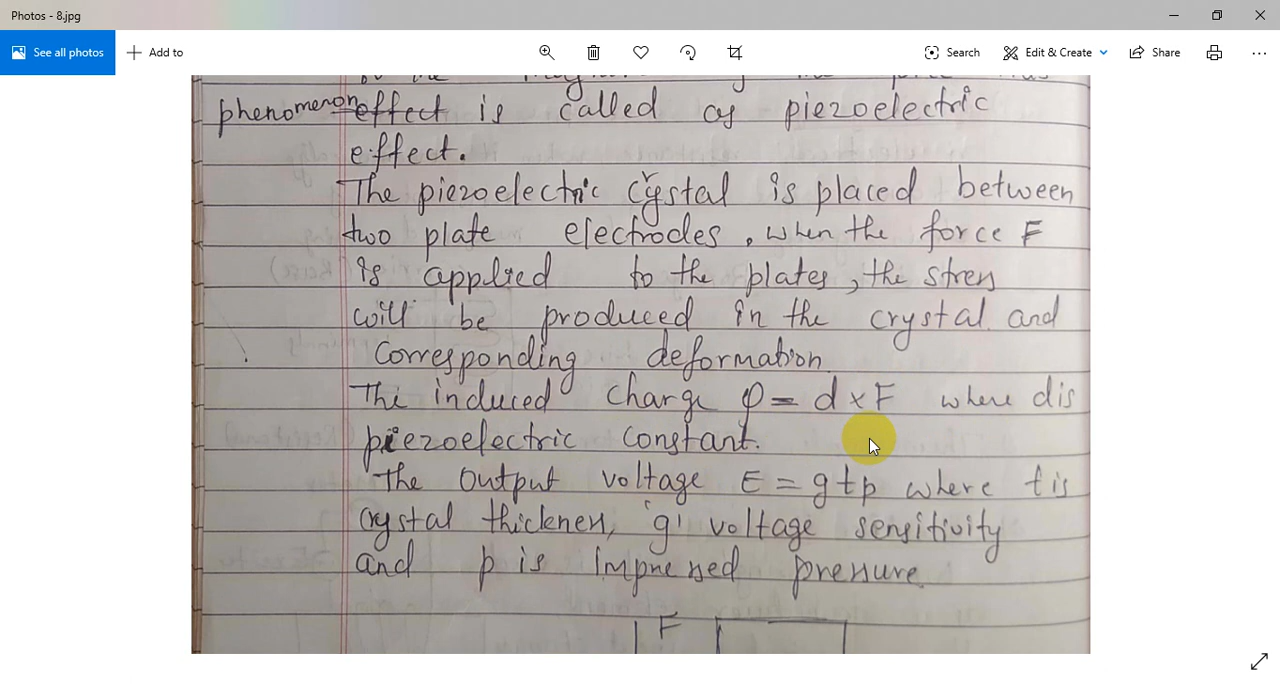 Photos - 8.jpg
See all photos
Add to
Search
Edit & Create
Share
phenomenon effect is called as piezoelectric
effect.
The piezoelectric crystal is placed between
two plate electrodes, when the force F
is applied to the plates, the stress
will be produced in the crystal and
corresponding deformation.
The induced charge φ = d x F where d is
piezoelectric constant.
The output voltage E = gtp where t is
crystal thickness, 'g' voltage sensitivity
and p is impressed pressure
F